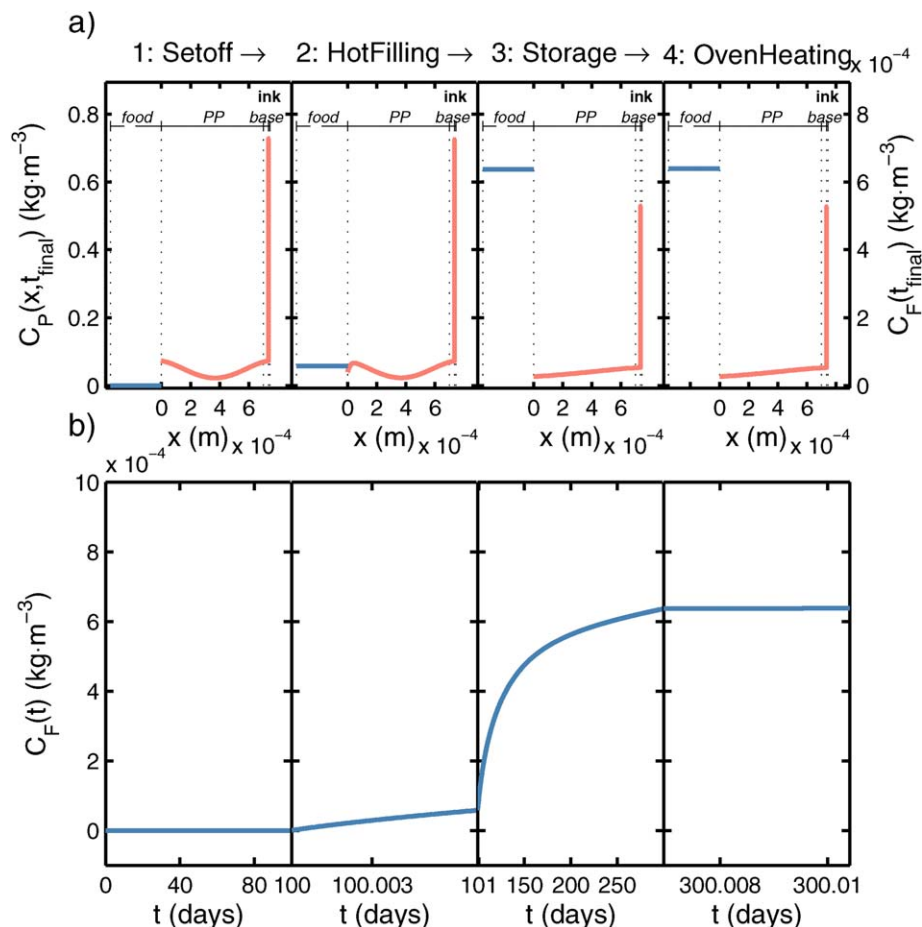 a)
1: Setoff → 2: HotFilling → 3: Storage → 4: OvenHeating x 10⁻⁴
ink ink ink ink
food PP base food PP base food PP base food PP base
0.8 8
0.6 6
0.4 4
0.2 2
0 0
C_P(x,t_final) (kg·m⁻³)
C_F(t_final) (kg·m⁻³)
0 2 4 6 0 2 4 6 0 2 4 6 0 2 4 6
x (m) x 10⁻⁴ x (m) x 10⁻⁴ x (m) x 10⁻⁴ x (m) x 10⁻⁴
b)
x 10⁻⁴
10
8
6
4
2
0
C_F(t) (kg·m⁻³)
0 40 80 100 100.003 101 150 200 250 300.008 300.01
t (days) t (days) t (days) t (days)